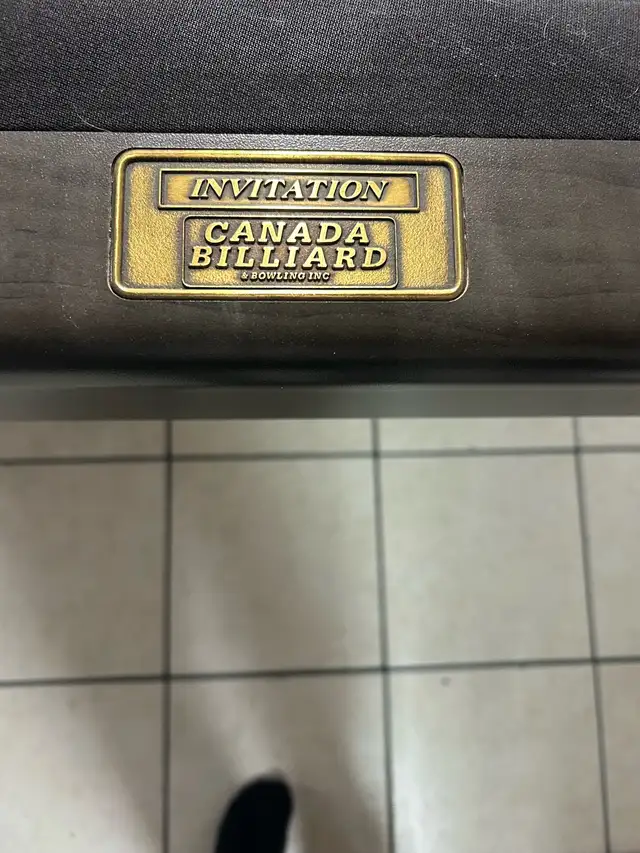 INVITATION
CANADA
BILLIARD
& BOWLING INC